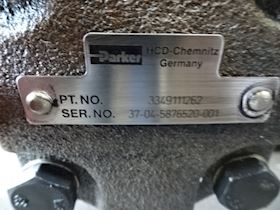 Parker HCD-Chemnitz
Germany
PT.NO. 3349111262
SER.NO. 37-04-5876520-001